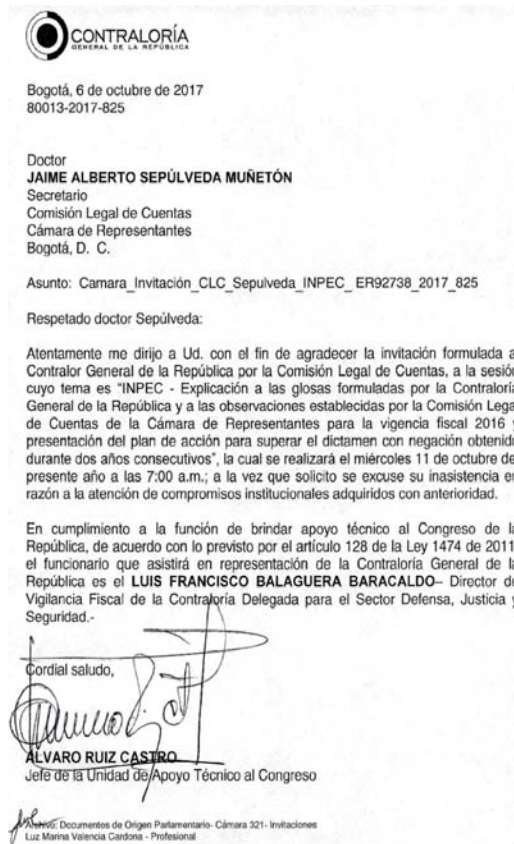 CONTRALORÍA
GENERAL DE LA REPÚBLICA
Bogotá, 6 de octubre de 2017
80013-2017-825
Doctor
JAIME ALBERTO SEPÚLVEDA MUÑETÓN
Secretario
Comisión Legal de Cuentas
Cámara de Representantes
Bogotá, D. C.
Asunto: Camara_Invitación_CLC_Sepulveda_INPEC_ ER92738_2017_825
Respetado doctor Sepúlveda:
Atentamente me dirijo a Ud. con el fin de agradecer la invitación formulada a
Contralor General de la República por la Comisión Legal de Cuentas, a la sesión
cuyo tema es “INPEC - Explicación a las glosas formuladas por la Contraloría
General de la República y a las observaciones establecidas por la Comisión Lega
de Cuentas de la Cámara de Representantes para la vigencia fiscal 2016 y
presentación del plan de acción para superar el dictamen con negación obtenido
durante dos años consecutivos”, la cual se realizará el miércoles 11 de octubre de
presente año a las 7:00 a.m.; a la vez que solicito se excuse su inasistencia en
razón a la atención de compromisos institucionales adquiridos con anterioridad.
En cumplimiento a la función de brindar apoyo técnico al Congreso de la
República, de acuerdo con lo previsto por el artículo 128 de la Ley 1474 de 2011
el funcionario que asistirá en representación de la Contraloría General de la
República es el LUIS FRANCISCO BALAGUERA BARACALDO– Director de
Vigilancia Fiscal de la Contraloría Delegada para el Sector Defensa, Justicia y
Seguridad.-
Cordial saludo,
ÁLVARO RUIZ CASTRO
Jefe de la Unidad de Apoyo Técnico al Congreso
Archivo: Documentos de Origen Parlamentario- Cámara 321- Invitaciones
Luz Marina Valencia Cardona - Profesional